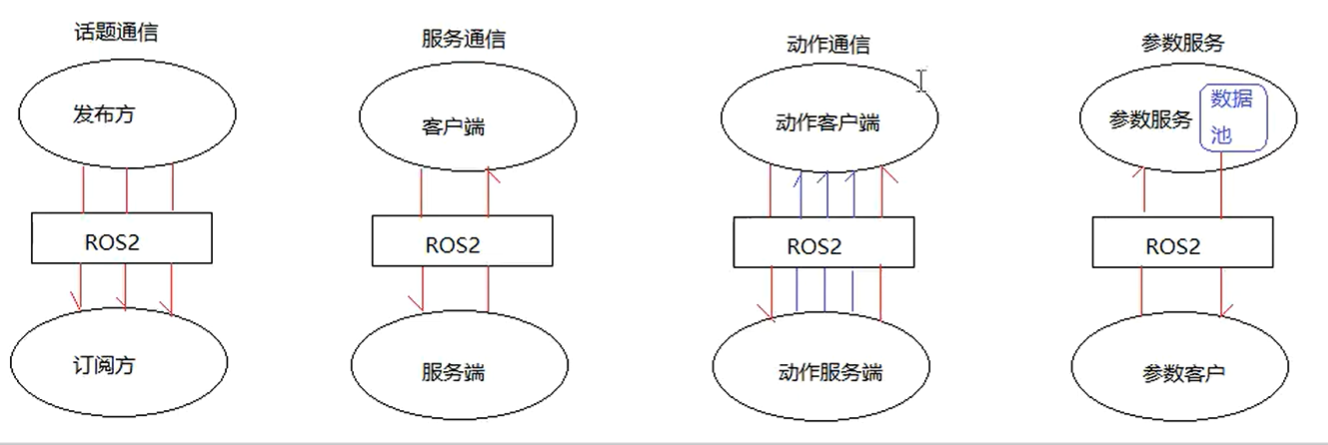 话题通信
发布方
ROS2
订阅方
服务通信
客户端
ROS2
服务端
动作通信
动作客户端
ROS2
动作服务端
参数服务
参数服务
数据
池
ROS2
参数客户